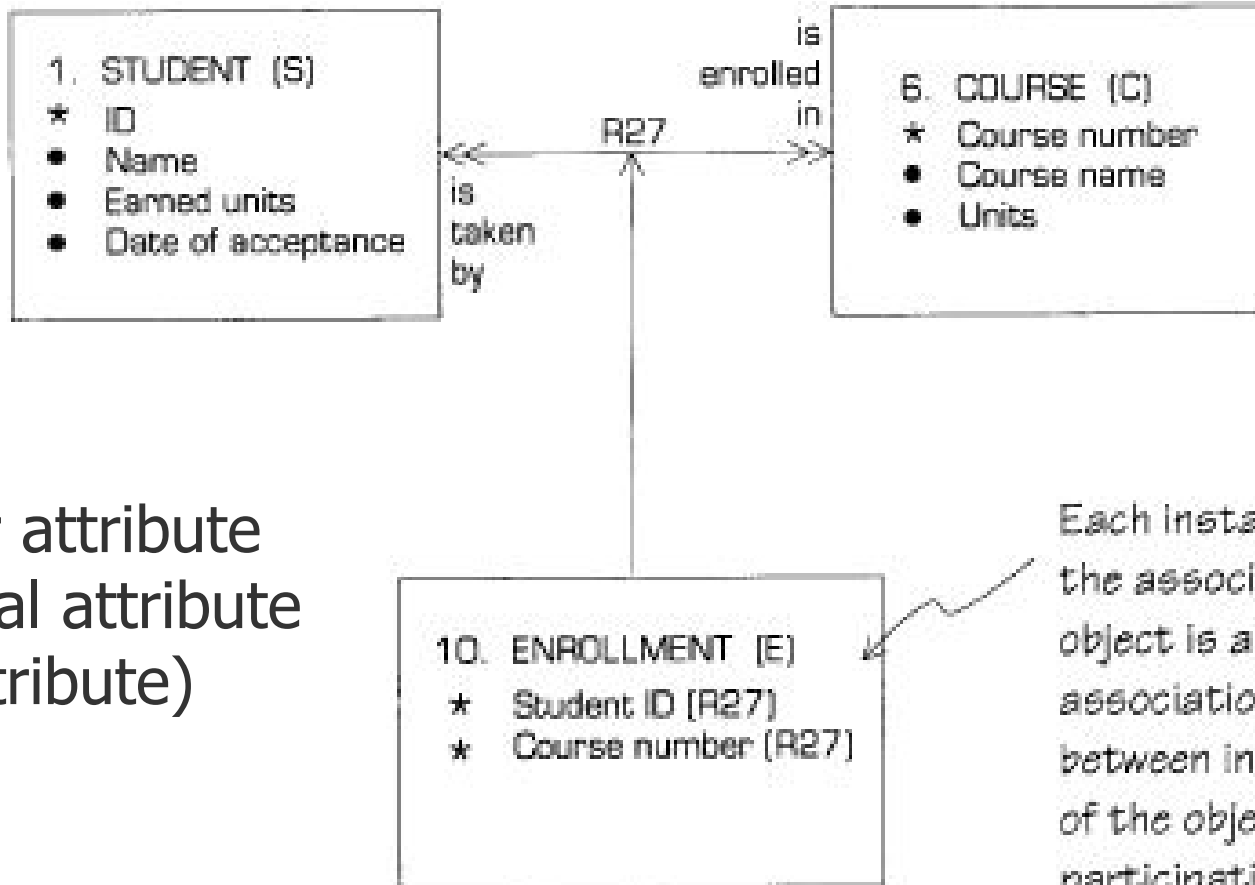 1. STUDENT (S)
* ID
• Name
• Earned units
• Date of acceptance
is
taken
by
R27
is
enrolled
in
6. COURSE (C)
* Course number
• Course name
• Units
attribute
al attribute
tribute)
10. ENROLLMENT (E)
* Student ID (R27)
* Course number (R27)
Each insta
the associ
object is a
associatio
between in
of the obje
participati